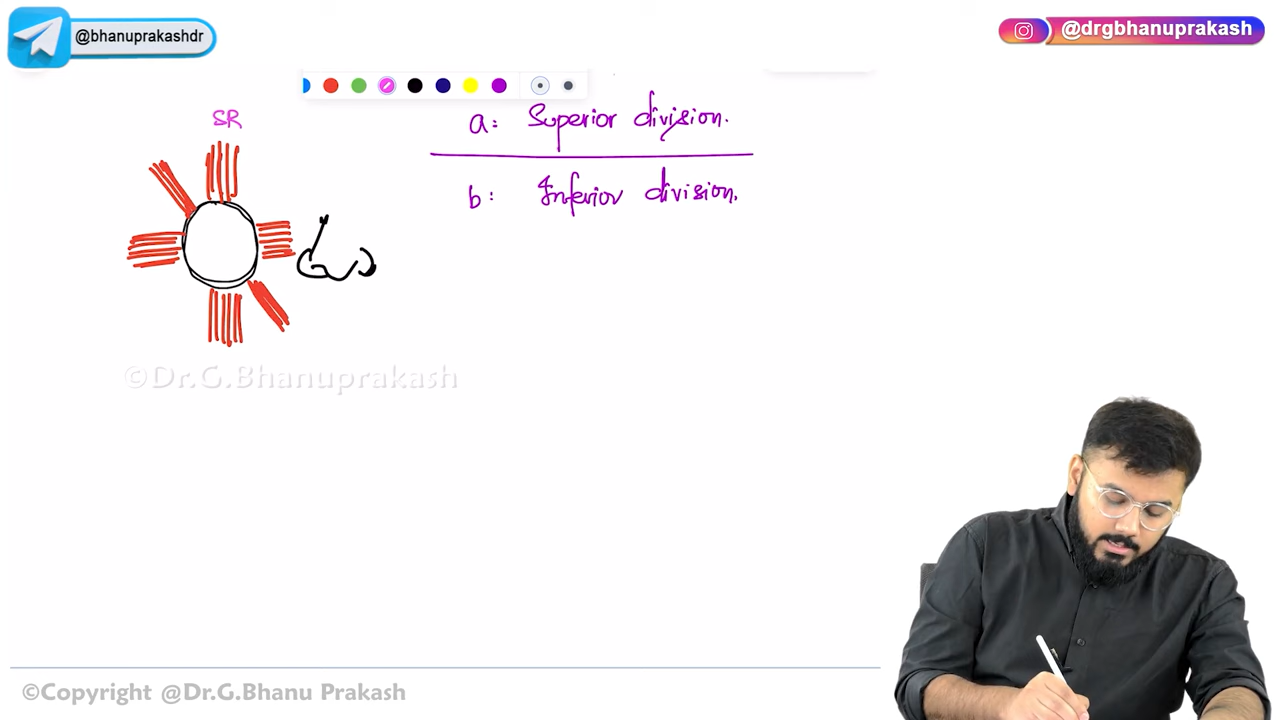 @bhanuprakashdr
@drgbhanuprakash
SR
a: Superior division.
b: Inferior division.
©Dr.G.Bhanuprakash
©Copyright @Dr.G.Bhanu Prakash